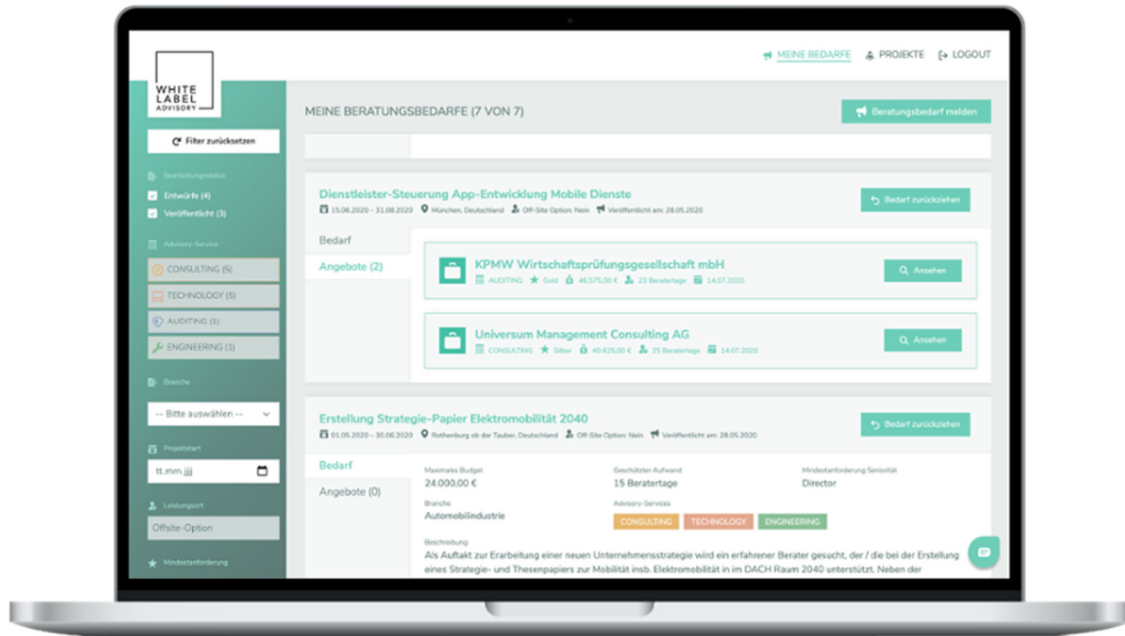 WHITE
LABEL
ADVISORY
MEINE BEDARFE PROJEKTE LOGOUT
MEINE BERATUNGSBEDARFE (7 VON 7)
Beratungsbedarf melden
Filter zurücksetzen
Bearbeitungsstatus
Entwürfe (4)
Veröffentlicht (3)
Advisory-Service
CONSULTING (5)
TECHNOLOGY (5)
AUDITING (1)
ENGINEERING (1)
Branche
-- Bitte auswählen --
Projektstart
tt.mm.jjjj
Leistungsort
Offsite-Option
Mindestanforderung
Dienstleister-Steuerung App-Entwicklung Mobile Dienste
15.06.2020 - 31.08.2020 München, Deutschland Off-Site Option: Nein Veröffentlicht am: 28.05.2020
Bedarf zurückziehen
Bedarf
Angebote (2)
KPMW Wirtschaftsprüfungsgesellschaft mbH
AUDITING Gold 46.575,00 € 23 Beratertage 14.07.2020
Ansehen
Universum Management Consulting AG
CONSULTING Silber 40.625,00 € 25 Beratertage 14.07.2020
Ansehen
Erstellung Strategie-Papier Elektromobilität 2040
01.05.2020 - 30.06.2020 Rothenburg ob der Tauber, Deutschland Off-Site Option: Nein Veröffentlicht am: 28.05.2020
Bedarf zurückziehen
Bedarf
Angebote (0)
Maximales Budget Geschätzter Aufwand Mindestanforderung Seniorität
24.000,00 € 15 Beratertage Director
Branche Advisory-Services
Automobilindustrie CONSULTING TECHNOLOGY ENGINEERING
Beschreibung
Als Auftakt zur Erarbeitung einer neuen Unternehmensstrategie wird ein erfahrener Berater gesucht, der / die bei der Erstellung
eines Strategie- und Thesenpapiers zur Mobilität insb. Elektromobilität in im DACH Raum 2040 unterstützt. Neben der